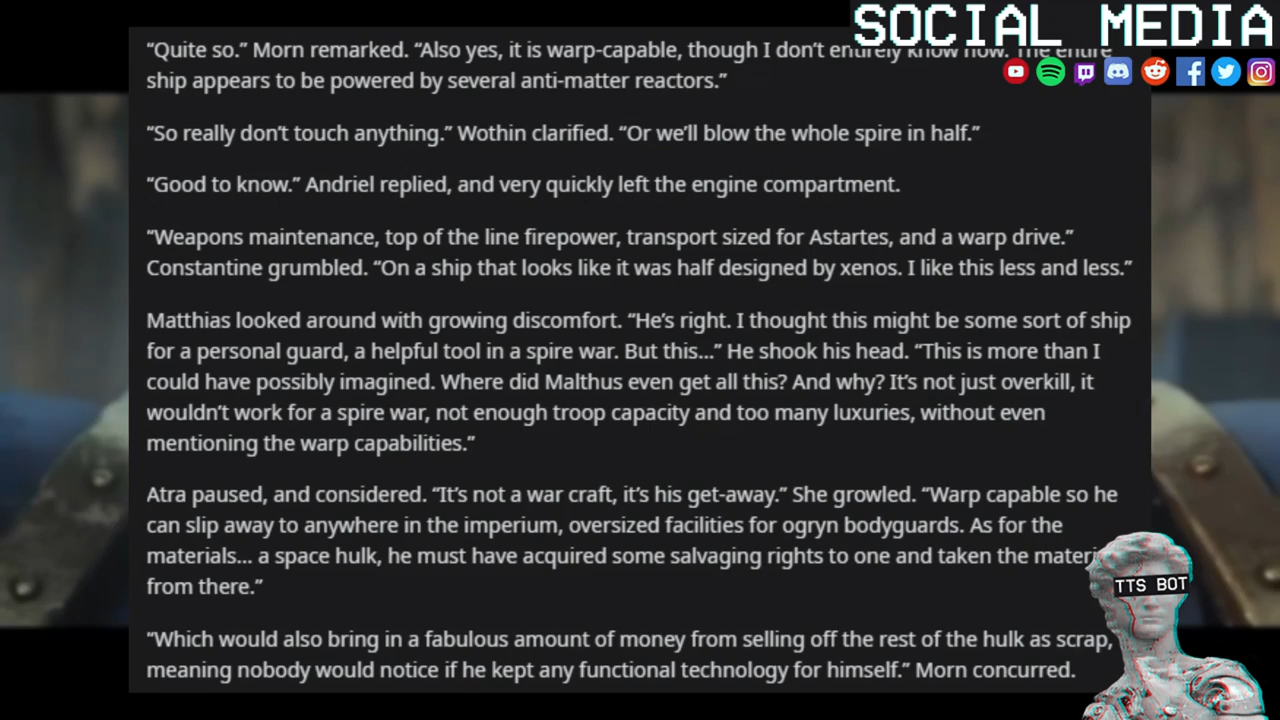 SOCIAL MEDIA
“Quite so.” Morn remarked. “Also yes, it is warp-capable, though I don’t entirely know how. The entire
ship appears to be powered by several anti-matter reactors.”
“So really don’t touch anything.” Wothin clarified. “Or we’ll blow the whole spire in half.”
“Good to know.” Andriel replied, and very quickly left the engine compartment.
“Weapons maintenance, top of the line firepower, transport sized for Astartes, and a warp drive.”
Constantine grumbled. “On a ship that looks like it was half designed by xenos. I like this less and less.”
Matthias looked around with growing discomfort. “He’s right. I thought this might be some sort of ship
for a personal guard, a helpful tool in a spire war. But this...” He shook his head. “This is more than I
could have possibly imagined. Where did Malthus even get all this? And why? It’s not just overkill, it
wouldn’t work for a spire war, not enough troop capacity and too many luxuries, without even
mentioning the warp capabilities.”
Atra paused, and considered. “It’s not a war craft, it’s his get-away.” She growled. “Warp capable so he
can slip away to anywhere in the imperium, oversized facilities for ogryn bodyguards. As for the
materials... a space hulk, he must have acquired some salvaging rights to one and taken the materi
from there.”
“Which would also bring in a fabulous amount of money from selling off the rest of the hulk as scrap,
meaning nobody would notice if he kept any functional technology for himself.” Morn concurred.
TTS BOT